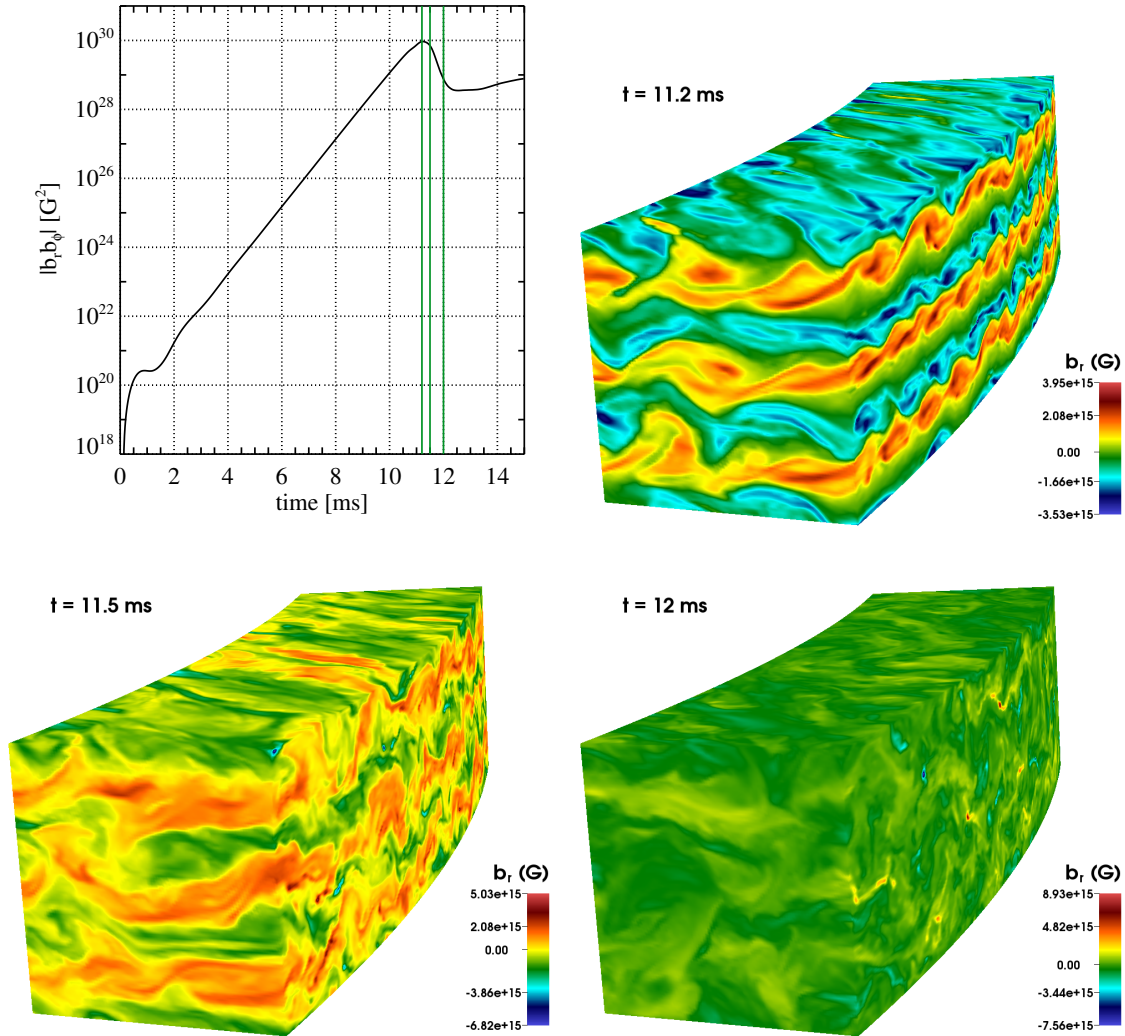 10^30
10^28
10^26
10^24
10^22
10^20
10^18
|b_r b_ϕ| [G^2]
0 2 4 6 8 10 12 14
time [ms]
t = 11.2 ms
b_r (G)
3.95e+15
2.08e+15
0.00
-1.66e+15
-3.53e+15
t = 11.5 ms
b_r (G)
5.03e+15
2.08e+15
0.00
-3.86e+15
-6.82e+15
t = 12 ms
b_r (G)
8.93e+15
4.82e+15
0.00
-3.44e+15
-7.56e+15